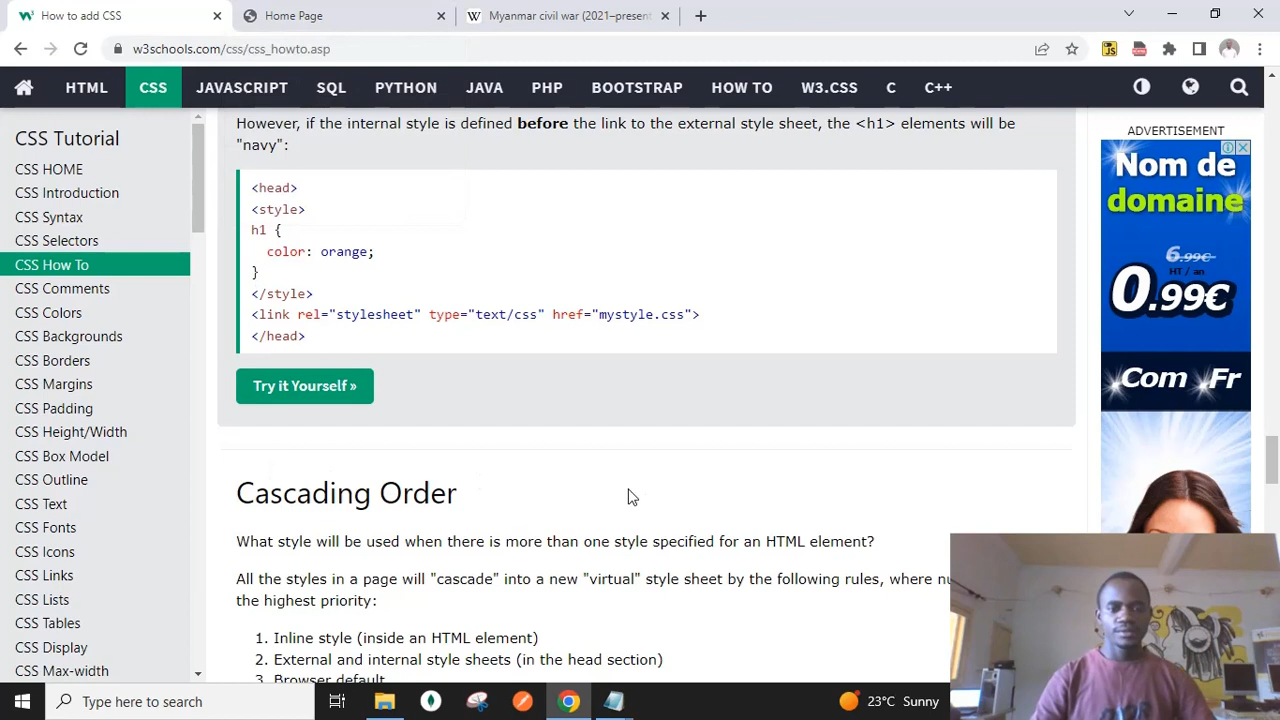 How to add CSS
Home Page
Myanmar civil war (2021–present
w3schools.com/css/css_howto.asp
JS
HTML
CSS
JAVASCRIPT
SQL
PYTHON
JAVA
PHP
BOOTSTRAP
HOW TO
W3.CSS
C
C++
CSS Tutorial
CSS HOME
CSS Introduction
CSS Syntax
CSS Selectors
CSS How To
CSS Comments
CSS Colors
CSS Backgrounds
CSS Borders
CSS Margins
CSS Padding
CSS Height/Width
CSS Box Model
CSS Outline
CSS Text
CSS Fonts
CSS Icons
CSS Links
CSS Lists
CSS Tables
CSS Display
CSS Max-width
However, if the internal style is defined before the link to the external style sheet, the <h1> elements will be
"navy":
<head>
<style>
h1 {
color: orange;
}
</style>
<link rel="stylesheet" type="text/css" href="mystyle.css">
</head>
Try it Yourself »
Cascading Order
What style will be used when there is more than one style specified for an HTML element?
All the styles in a page will "cascade" into a new "virtual" style sheet by the following rules, where
the highest priority:
1. Inline style (inside an HTML element)
2. External and internal style sheets (in the head section)
3. Browser default
ADVERTISEMENT
Nom de
domaine
6.99€
HT / an
0.99€
Com Fr
Type here to search
23°C Sunny